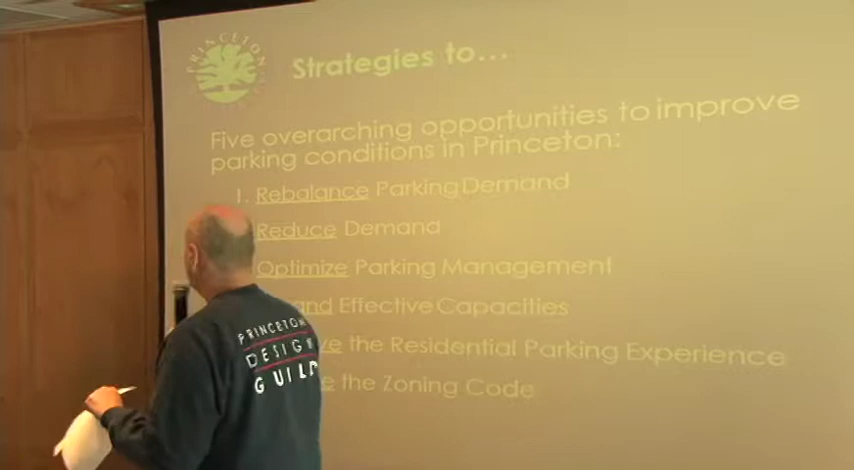 PRINCETON
Strategies to...
Five overarching opportunities to improve
parking conditions in Princeton:
1. Rebalance Parking Demand
Reduce Demand
Optimize Parking Management
Effective Capacities
the Residential Parking Experience
the Zoning Code
PRINCETON
DESIGN
GUILD